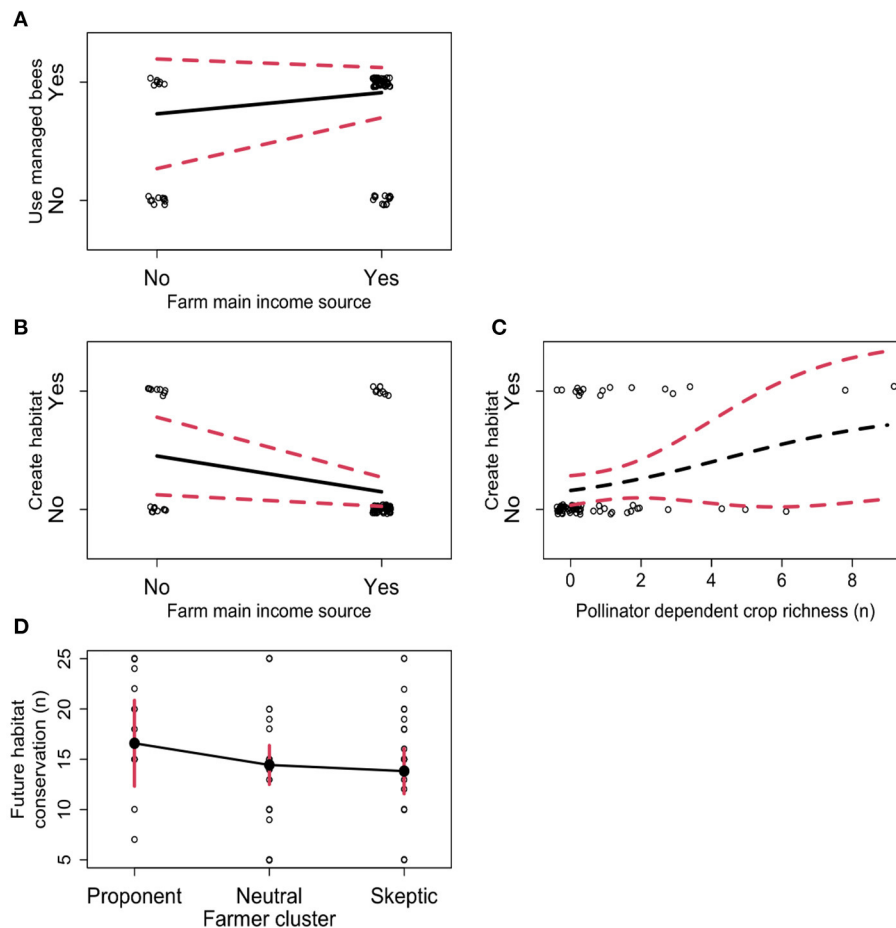 A
Use managed bees
Yes
No
No
Yes
Farm main income source
B
Create habitat
Yes
No
No
Yes
Farm main income source
C
Create habitat
Yes
No
0
2
4
6
8
Pollinator dependent crop richness (n)
D
Future habitat
conservation (n)
25
20
15
10
5
Proponent
Neutral
Skeptic
Farmer cluster